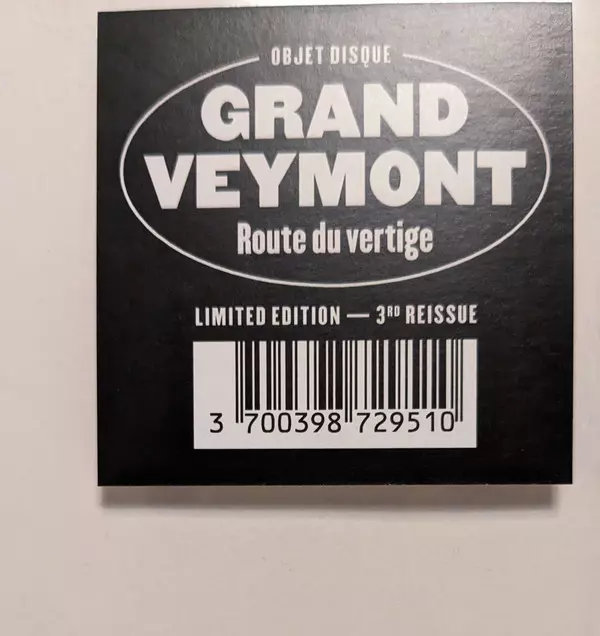 OBJET DISQUE
GRAND
VEYMONT
Route du vertige
LIMITED EDITION — 3RD REISSUE
3 700398 729510